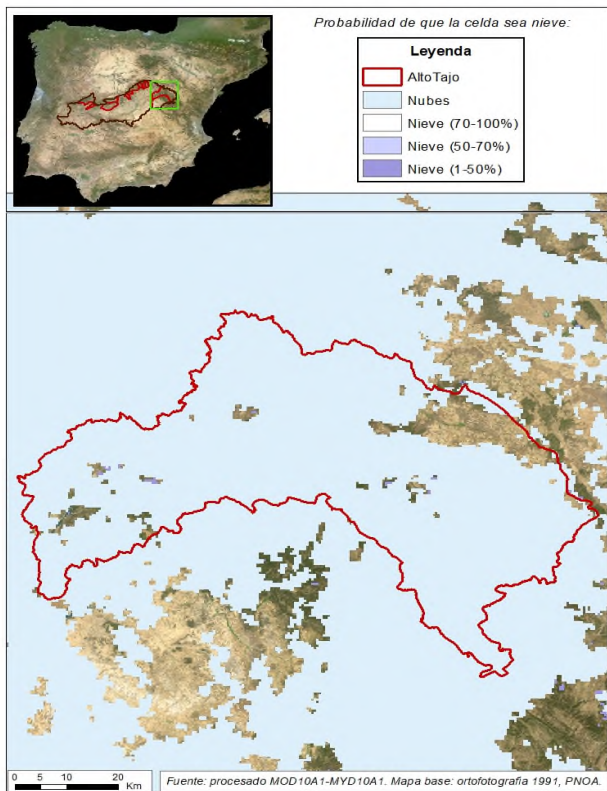 Probabilidad de que la celda sea nieve:
Leyenda
AltoTajo
Nubes
Nieve (70-100%)
Nieve (50-70%)
Nieve (1-50%)
0 5 10 20
Km
Fuente: procesado MOD10A1-MYD10A1. Mapa base: ortofotografia 1991, PNOA.